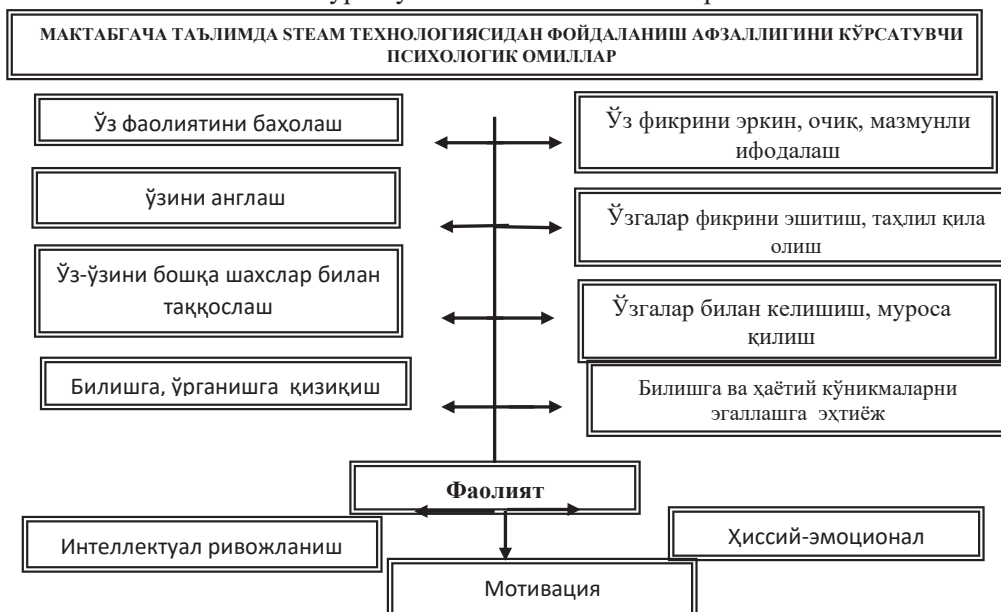 МАКТАБГАЧА ТАЪЛИМДА STEAM ТЕХНОЛОГИЯСИДАН ФОЙДАЛАНИШ АФЗАЛЛИГИНИ КЎРСАТУВЧИ
ПСИХОЛОГИК ОМИЛЛАР
Ўз фаолиятини баҳолаш
Ўз фикрини эркин, очиқ, мазмунли
ифодалаш
ўзини англаш
Ўзгалар фикрини эшитиш, таҳлил қила
олиш
Ўз-ўзини бошқа шахслар билан
таққослаш
Ўзгалар билан келишиш, муроса
қилиш
Билишга, ўрганишга қизиқиш
Билишга ва ҳаётий кўникмаларни
эгаллашга эҳтиёж
Фаолият
Интеллектуал ривожланиш
Ҳиссий-эмоционал
Мотивация